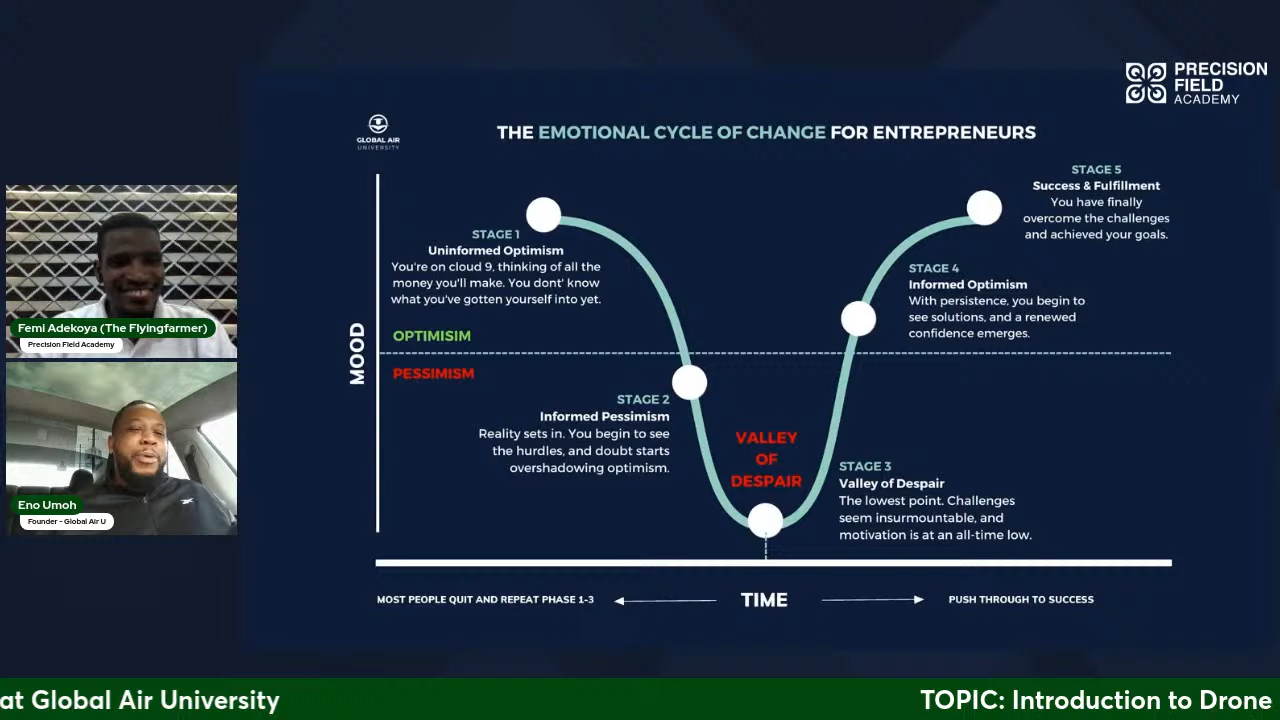 PRECISION
FIELD
ACADEMY
GLOBAL AIR
UNIVERSITY
THE EMOTIONAL CYCLE OF CHANGE FOR ENTREPRENEURS
STAGE 1
Uninformed Optimism
You're on cloud 9, thinking of all the
money you'll make. You dont' know
what you've gotten yourself into yet.
STAGE 5
Success & Fulfillment
You have finally
overcome the challenges
and achieved your goals.
STAGE 4
Informed Optimism
With persistence, you begin to
see solutions, and a renewed
confidence emerges.
OPTIMISIM
MOOD
PESSIMISM
STAGE 2
Informed Pessimism
Reality sets in. You begin to see
the hurdles, and doubt starts
overshadowing optimism.
VALLEY
OF
DESPAIR
STAGE 3
Valley of Despair
The lowest point. Challenges
seem insurmountable, and
motivation is at an all-time low.
MOST PEOPLE QUIT AND REPEAT PHASE 1-3
TIME
PUSH THROUGH TO SUCCESS
Femi Adekoya (The Flyingfarmer)
Precision Field Academy
Eno Umoh
Founder - Global Air U
at Global Air University
TOPIC: Introduction to Drone